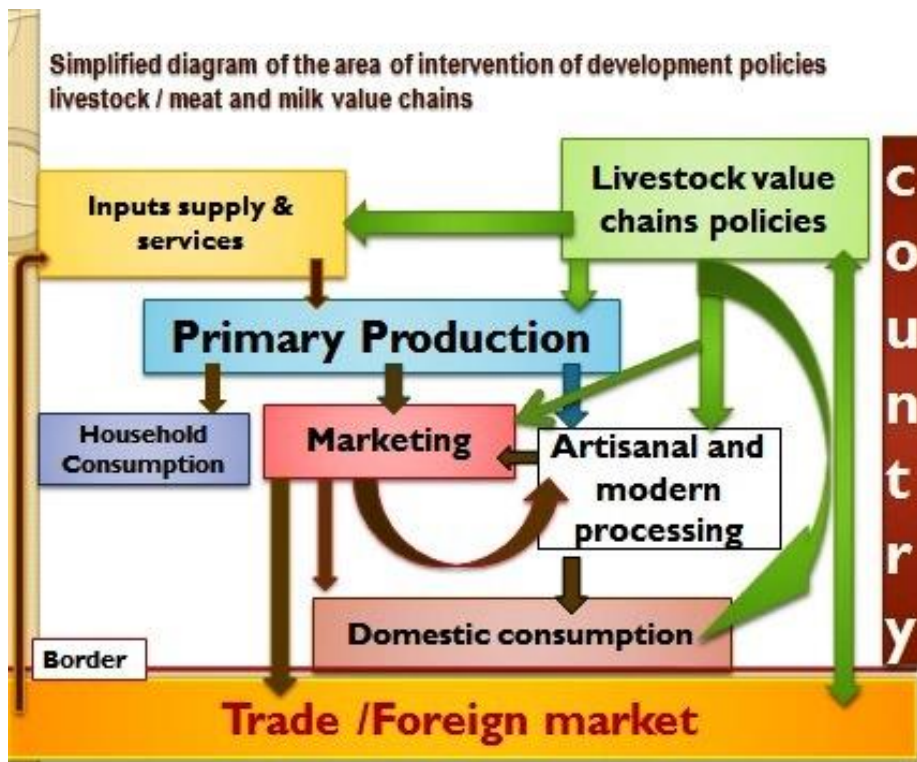 Simplified diagram of the area of intervention of development policies
livestock / meat and milk value chains
Inputs supply &
services
Livestock value
chains policies
country
Primary Production
Household
Consumption
Marketing
Artisanal and
modern
processing
Domestic consumption
Border
Trade /Foreign market